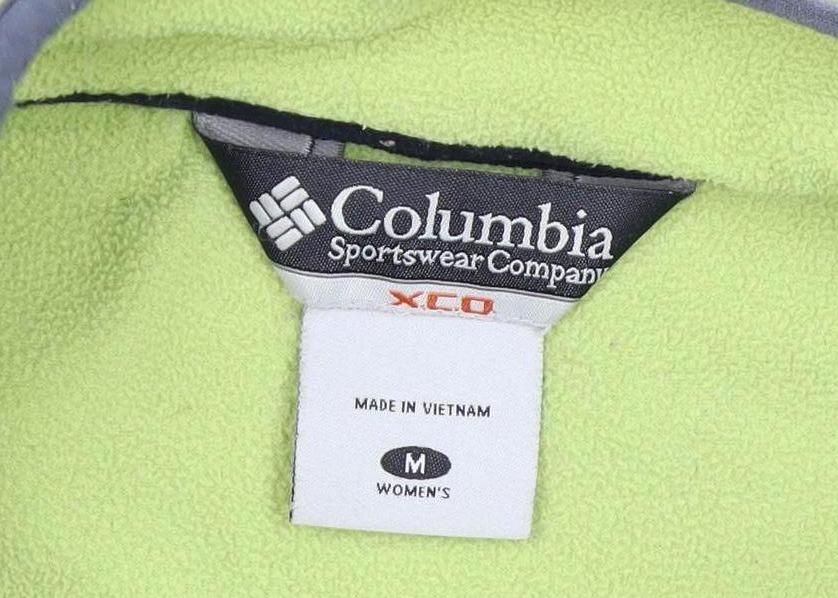 Columbia
Sportswear Company
XCO
MADE IN VIETNAM
M
WOMEN'S